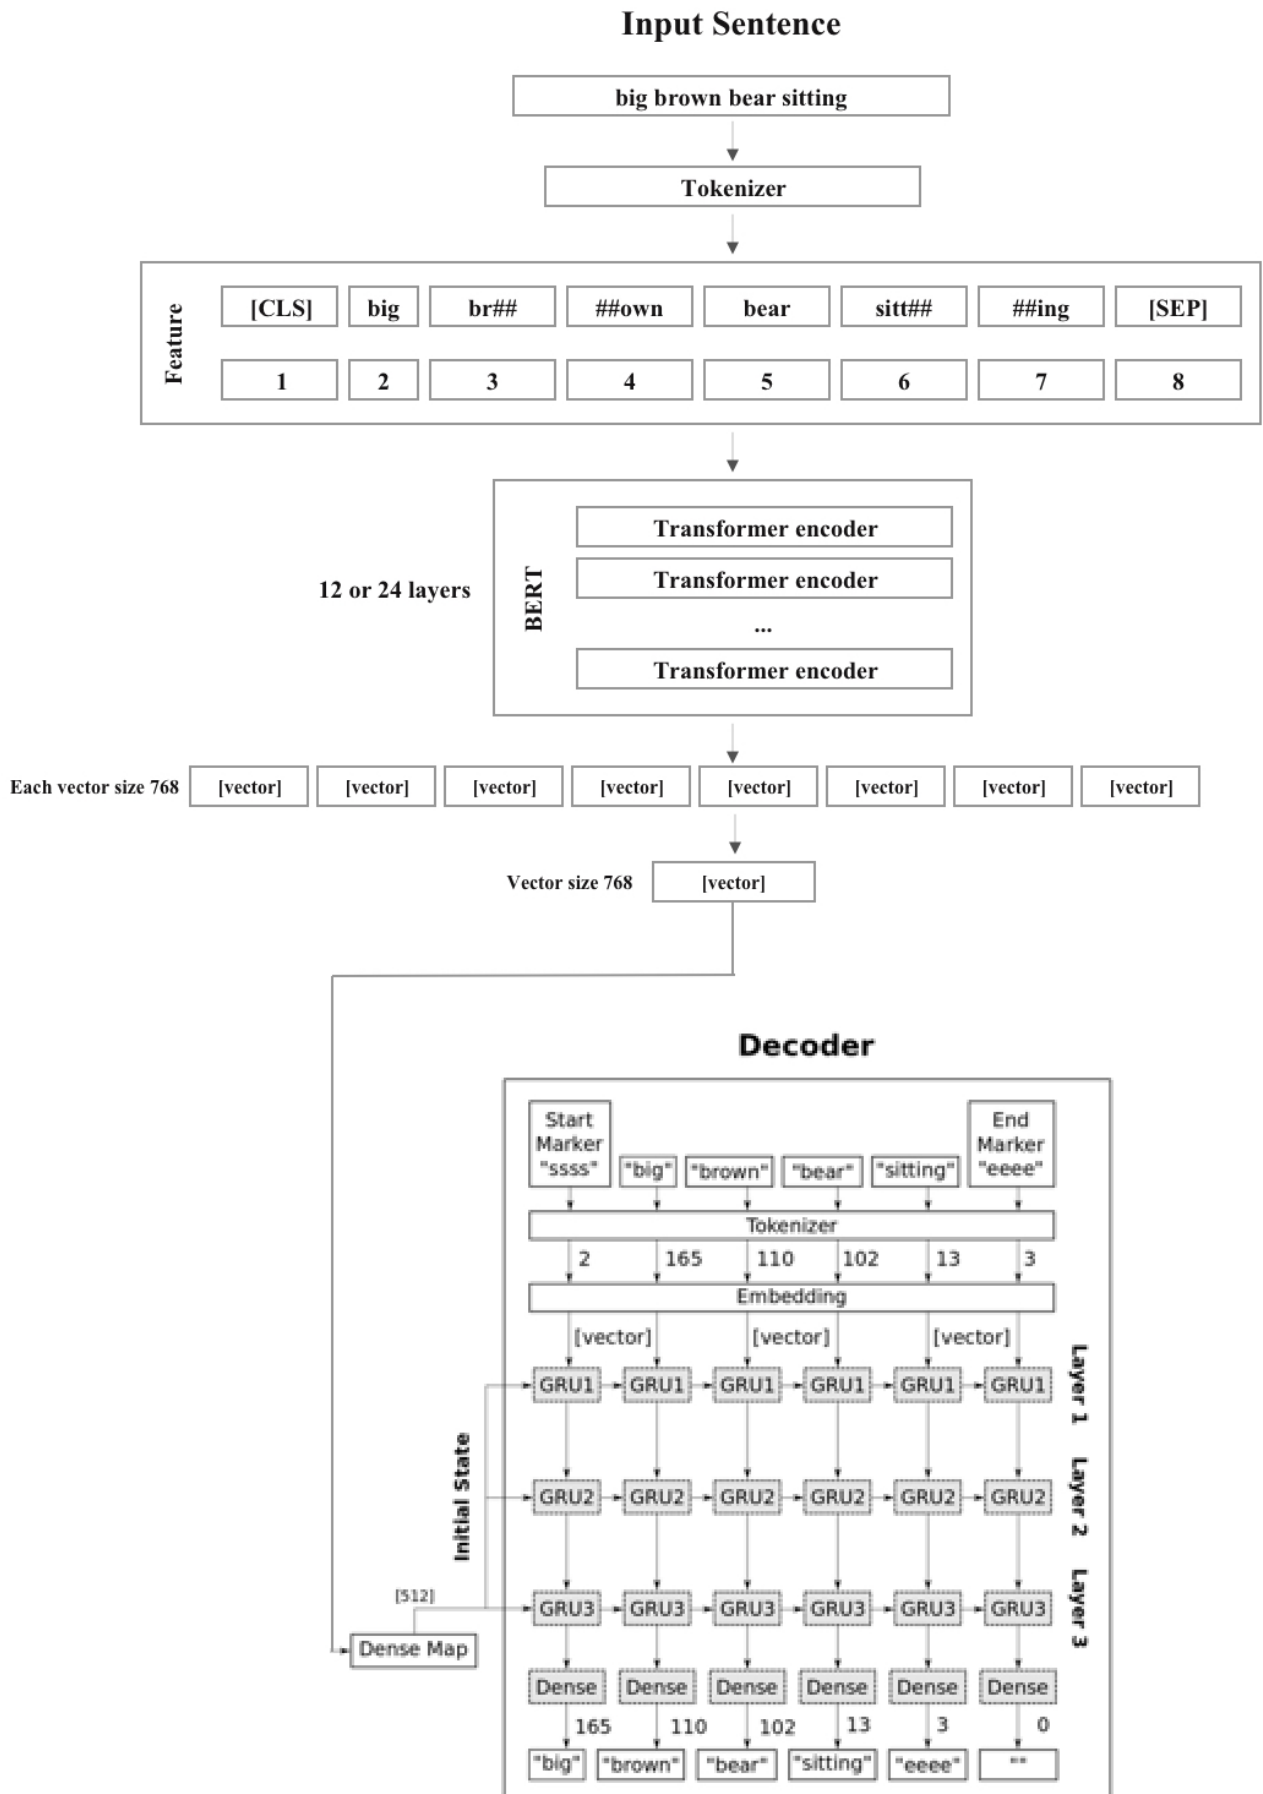 Input Sentence
big brown bear sitting
Tokenizer
Feature
[CLS] big br## ##own bear sitt## ##ing [SEP]
1 2 3 4 5 6 7 8
12 or 24 layers
BERT
Transformer encoder
Transformer encoder
...
Transformer encoder
Each vector size 768 [vector] [vector] [vector] [vector] [vector] [vector] [vector] [vector]
Vector size 768 [vector]
Decoder
Start
Marker
"ssss"
"big" "brown" "bear" "sitting"
End
Marker
"eeee"
Tokenizer
2 165 110 102 13 3
Embedding
[vector] [vector] [vector]
GRU1 GRU1 GRU1 GRU1 GRU1 GRU1
Layer 1
Initial State
GRU2 GRU2 GRU2 GRU2 GRU2 GRU2
Layer 2
[512]
GRU3 GRU3 GRU3 GRU3 GRU3 GRU3
Layer 3
Dense Map
Dense Dense Dense Dense Dense Dense
165 110 102 13 3 0
"big" "brown" "bear" "sitting" "eeee" ""